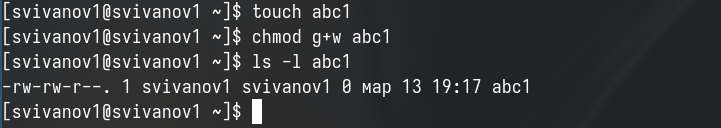 [svivanov1@svivanov1 ~]$ touch abc1
[svivanov1@svivanov1 ~]$ chmod g+w abc1
[svivanov1@svivanov1 ~]$ ls -l abc1
-rw-rw-r--. 1 svivanov1 svivanov1 0 мар 13 19:17 abc1
[svivanov1@svivanov1 ~]$